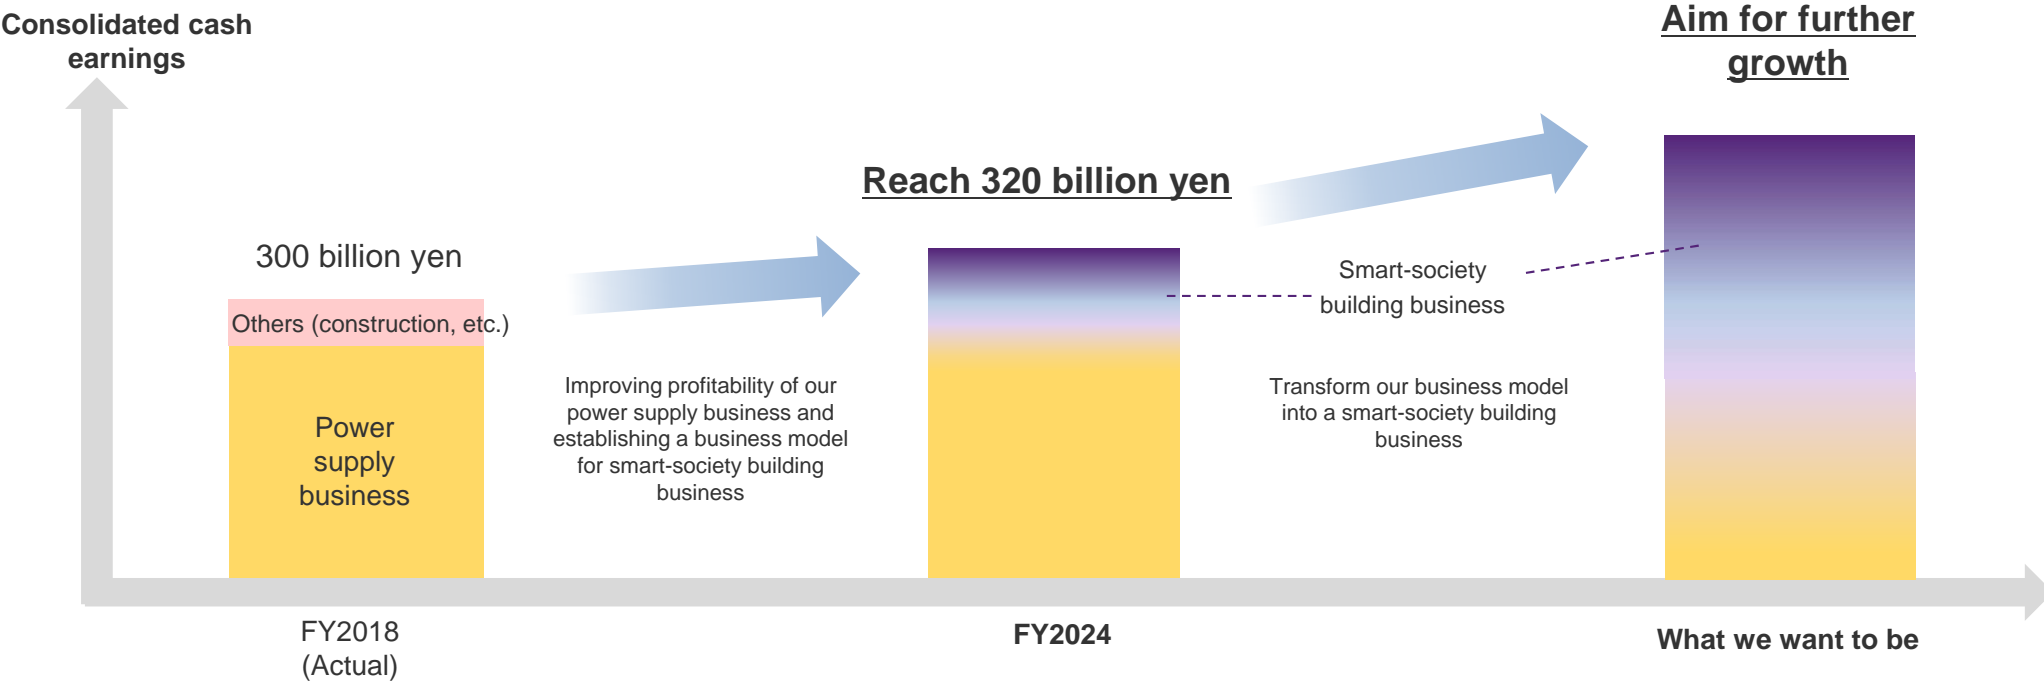 Consolidated cash
earnings
Aim for further
growth
Reach 320 billion yen
300 billion yen
Others (construction, etc.)
Power
supply
business
Smart-society
building business
Improving profitability of our
power supply business and
establishing a business model
for smart-society building
business
Transform our business model
into a smart-society building
business
FY2018
(Actual)
FY2024
What we want to be